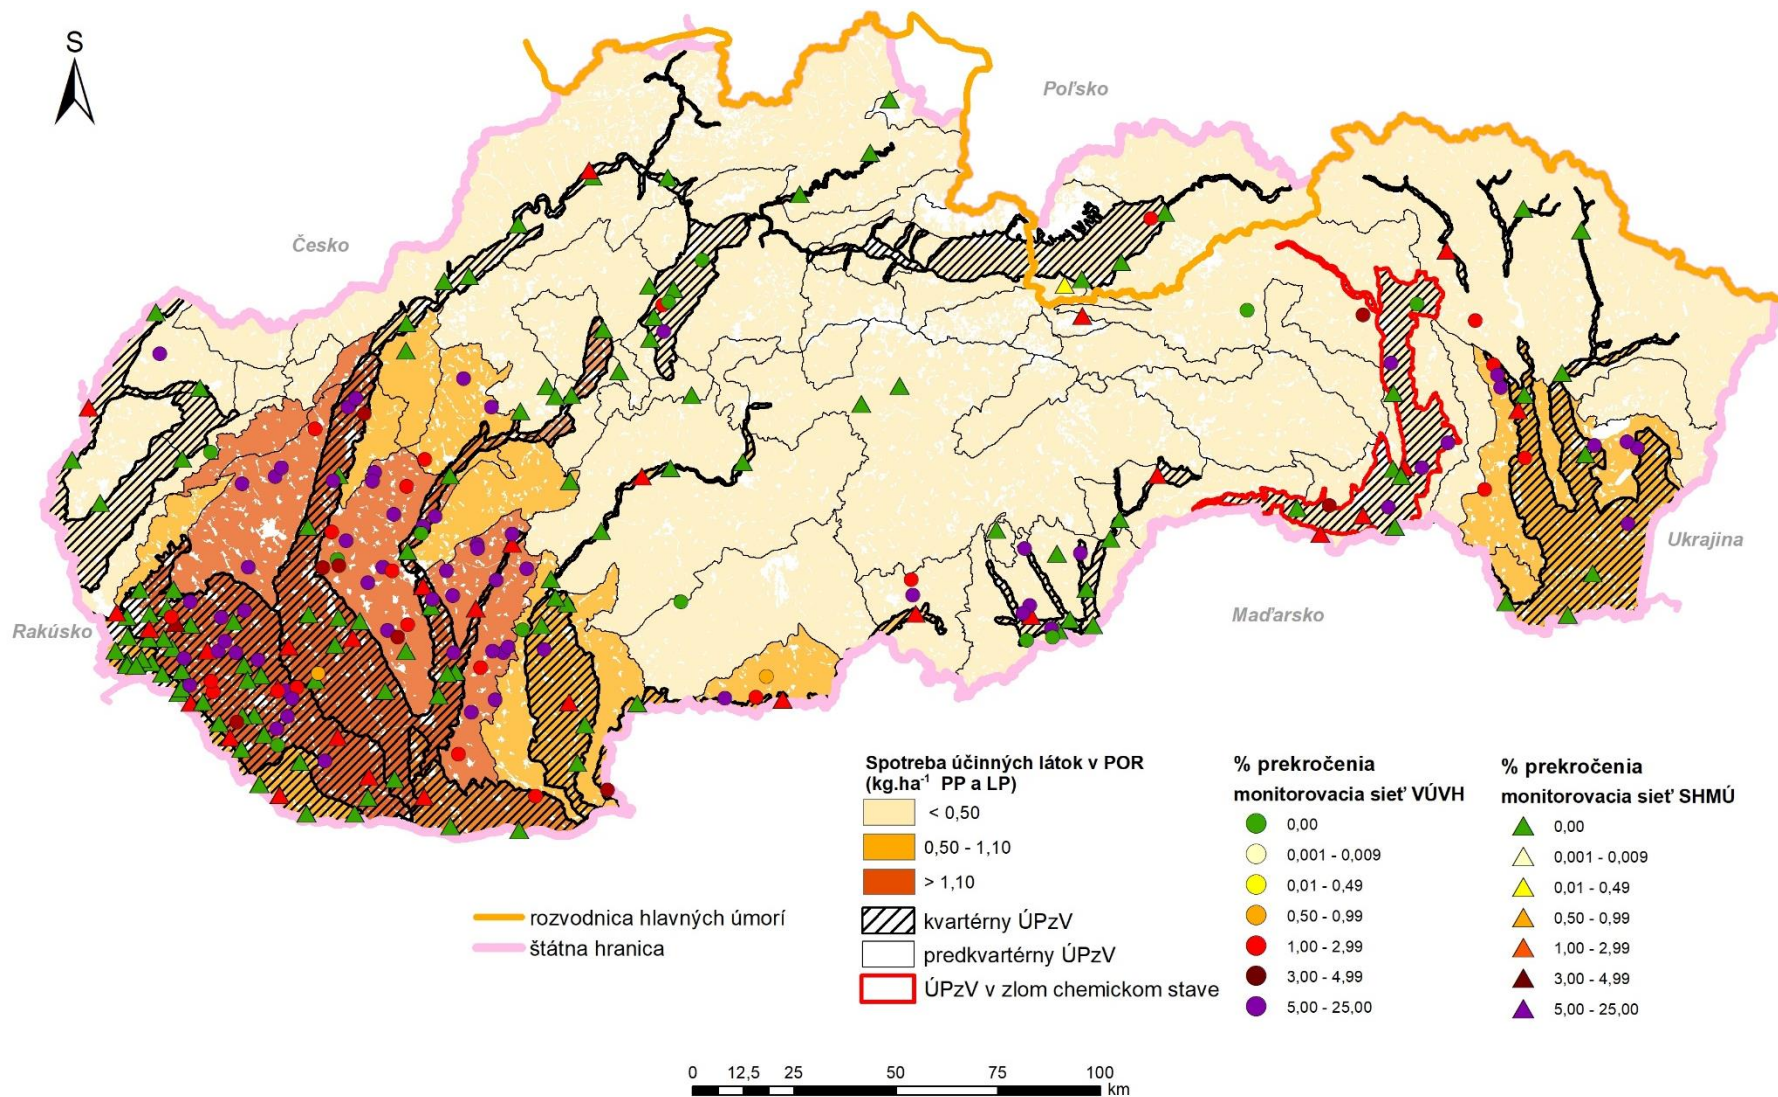 S
Poľsko
Česko
Ukrajina
Rakúsko
Maďarsko
Spotreba účinných látok v POR
(kg.ha⁻¹ PP a LP)
< 0,50
0,50 - 1,10
> 1,10
kvartérny ÚPzV
predkvartérny ÚPzV
ÚPzV v zlom chemickom stave
rozvodnica hlavných úmorí
štátna hranica
% prekročenia
monitorovacia sieť VÚVH
0,00
0,001 - 0,009
0,01 - 0,49
0,50 - 0,99
1,00 - 2,99
3,00 - 4,99
5,00 - 25,00
% prekročenia
monitorovacia sieť SHMÚ
0,00
0,001 - 0,009
0,01 - 0,49
0,50 - 0,99
1,00 - 2,99
3,00 - 4,99
5,00 - 25,00
0 12,5 25 50 75 100
km